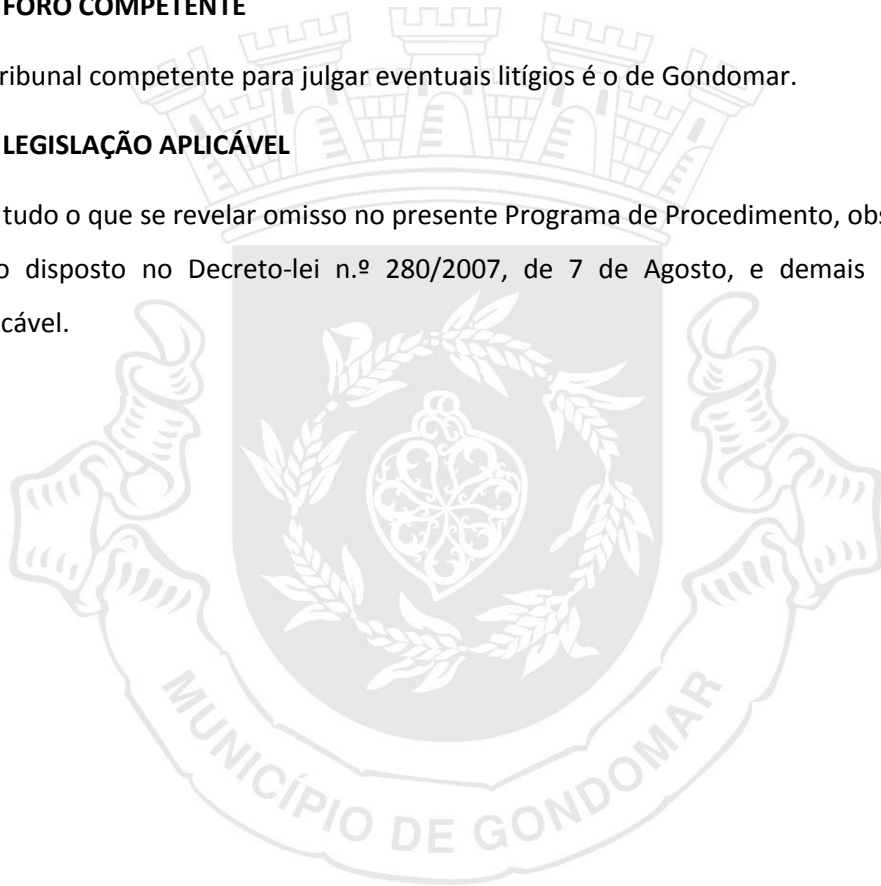 FORO COMPETENTE
ribunal competente para julgar eventuais litígios é o de Gondomar.
LEGISLAÇÃO APLICÁVEL
tudo o que se revelar omisso no presente Programa de Procedimento, obs
o disposto no Decreto-lei n.º 280/2007, de 7 de Agosto, e demais
cável.
MUNICÍPIO DE GONDOMAR